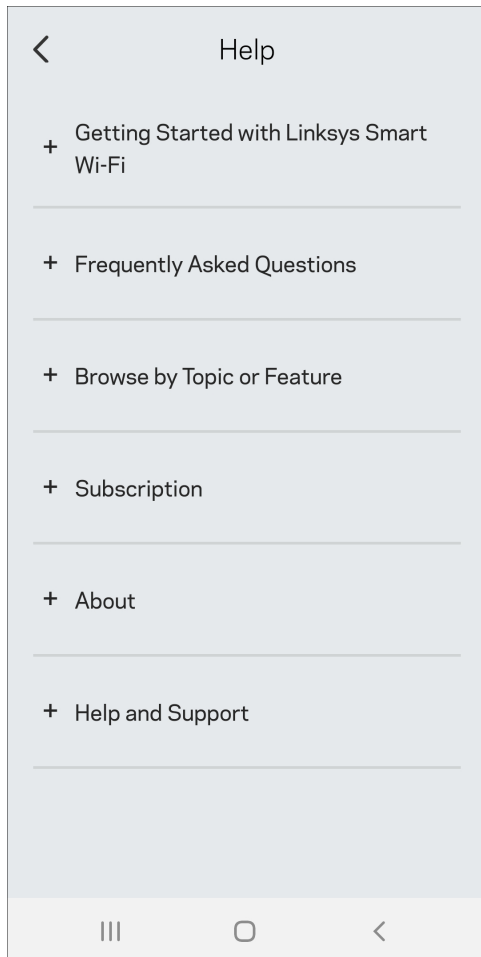 Help
Getting Started with Linksys Smart
Wi-Fi
Frequently Asked Questions
Browse by Topic or Feature
Subscription
About
Help and Support